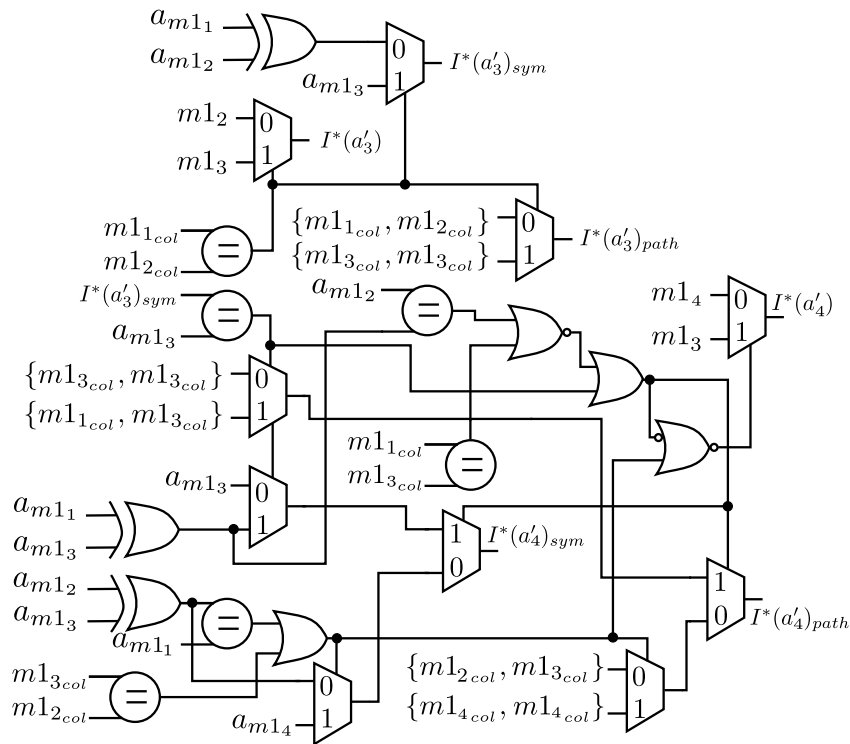 a_{m1_1}
a_{m1_2}
0
I*(a'_3)_{sym}
a_{m1_3}
1
m1_2
0
I*(a'_3)
m1_3
1
m1_{1_{col}}
=
m1_{2_{col}}
{m1_{1_{col}}, m1_{2_{col}}}
0
I*(a'_3)_{path}
{m1_{3_{col}}, m1_{3_{col}}}
1
I*(a'_3)_{sym}
=
a_{m1_3}
a_{m1_2}
=
m1_4
0
I*(a'_4)
m1_3
1
{m1_{3_{col}}, m1_{3_{col}}}
0
{m1_{1_{col}}, m1_{3_{col}}}
1
m1_{1_{col}}
=
m1_{3_{col}}
a_{m1_3}
0
1
a_{m1_1}
a_{m1_3}
1
I*(a'_4)_{sym}
0
a_{m1_2}
a_{m1_3}
=
a_{m1_1}
1
0
I*(a'_4)_{path}
m1_{3_{col}}
=
m1_{2_{col}}
0
a_{m1_4}
1
{m1_{2_{col}}, m1_{3_{col}}}
0
{m1_{4_{col}}, m1_{4_{col}}}
1